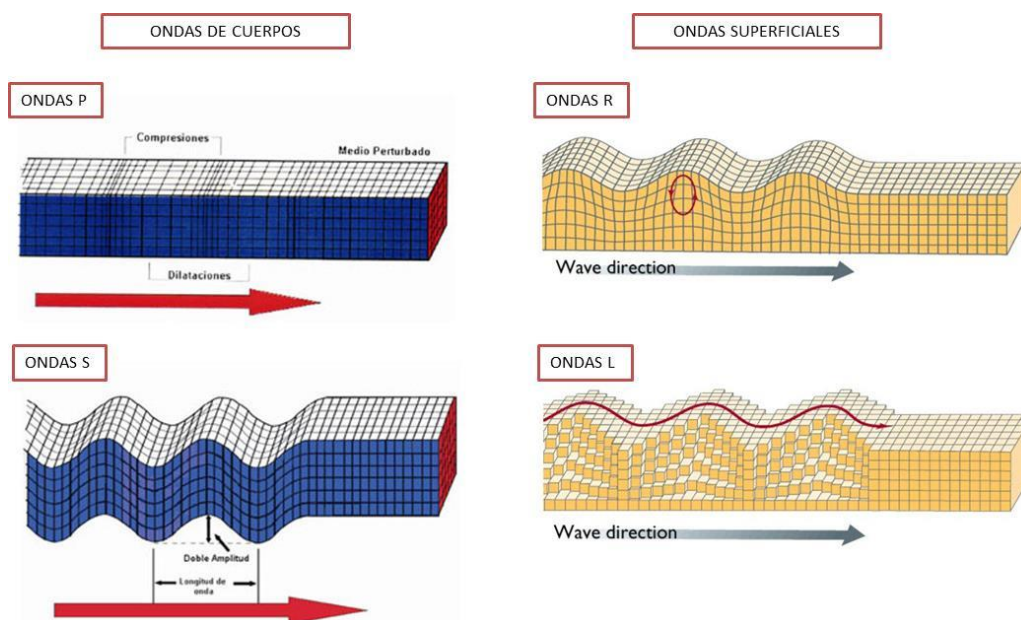 ONDAS DE CUERPOS
ONDAS SUPERFICIALES
ONDAS P
Compresiones
Medio Perturbado
Dilataciones
ONDAS R
Wave direction
ONDAS S
Doble Amplitud
Longitud de
onda
ONDAS L
Wave direction